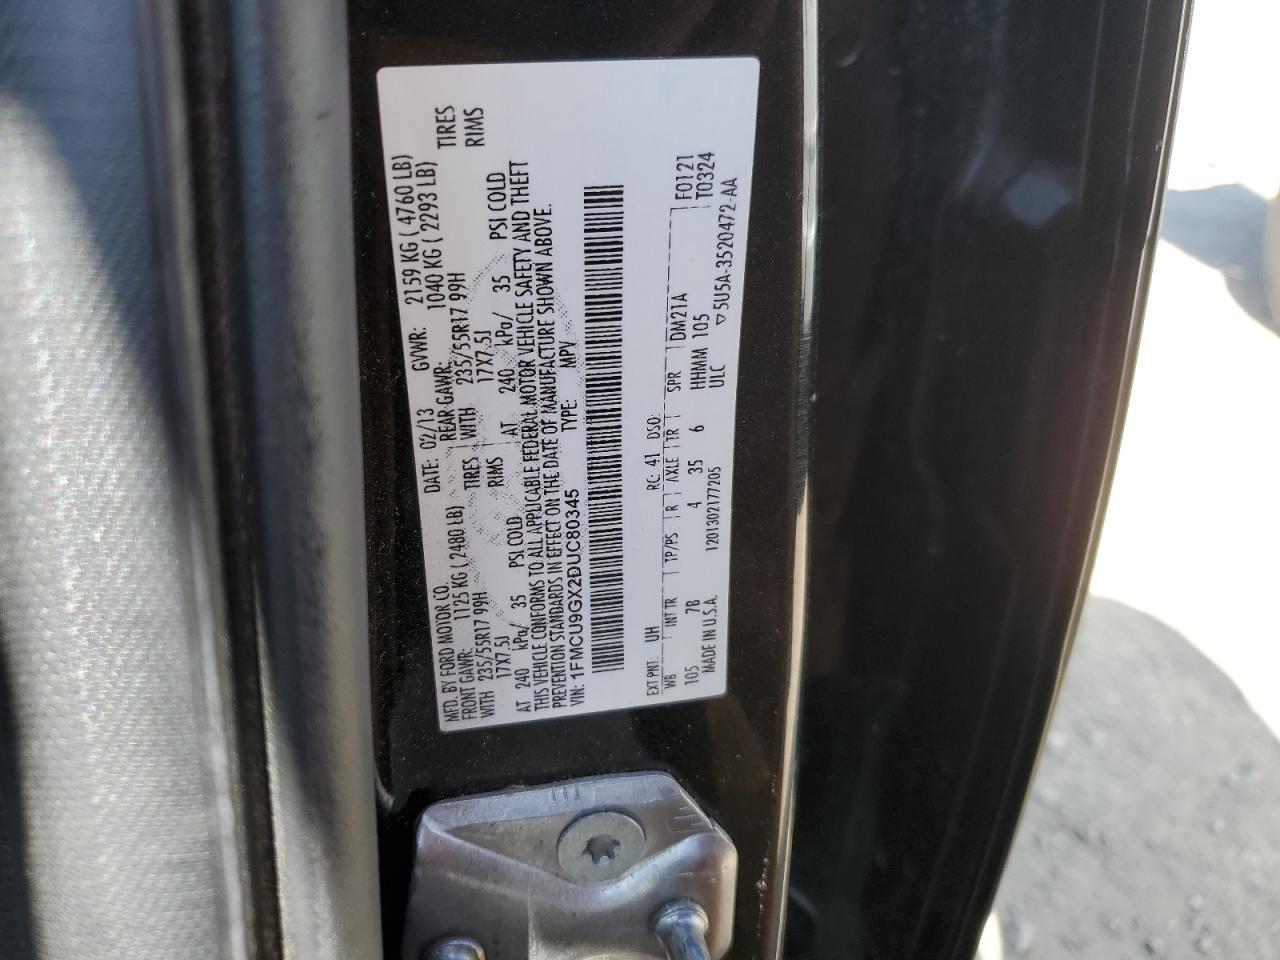 MFD. BY FORD MOTOR CO. DATE: 02/13 GVWR: 2159 KG ( 4760 LB)
FRONT GAWR: 1125 KG ( 2480 LB) REAR GAWR: 1040 KG ( 2293 LB)
WITH 235/55R17 99H TIRES WITH 235/55R17 99H TIRES
17X7.5J RIMS 17X7.5J RIMS
AT 240 kPa/ 35 PSI COLD AT 240 kPa/ 35 PSI COLD
THIS VEHICLE CONFORMS TO ALL APPLICABLE FEDERAL MOTOR VEHICLE SAFETY AND THEFT
PREVENTION STANDARDS IN EFFECT ON THE DATE OF MANUFACTURE SHOWN ABOVE.
VIN: 1FMCU9GX2DUC80345 TYPE: MPV
EXT PNT: UH RC: 41 DSO: F0121
WB INT TR TP/PS R AXLE TR SPR DM21A T0324
105 7B 4 35 6 HHMM 105
MADE IN U.S.A. 1201302177205 ULC ▽5U5A-3520472-AA